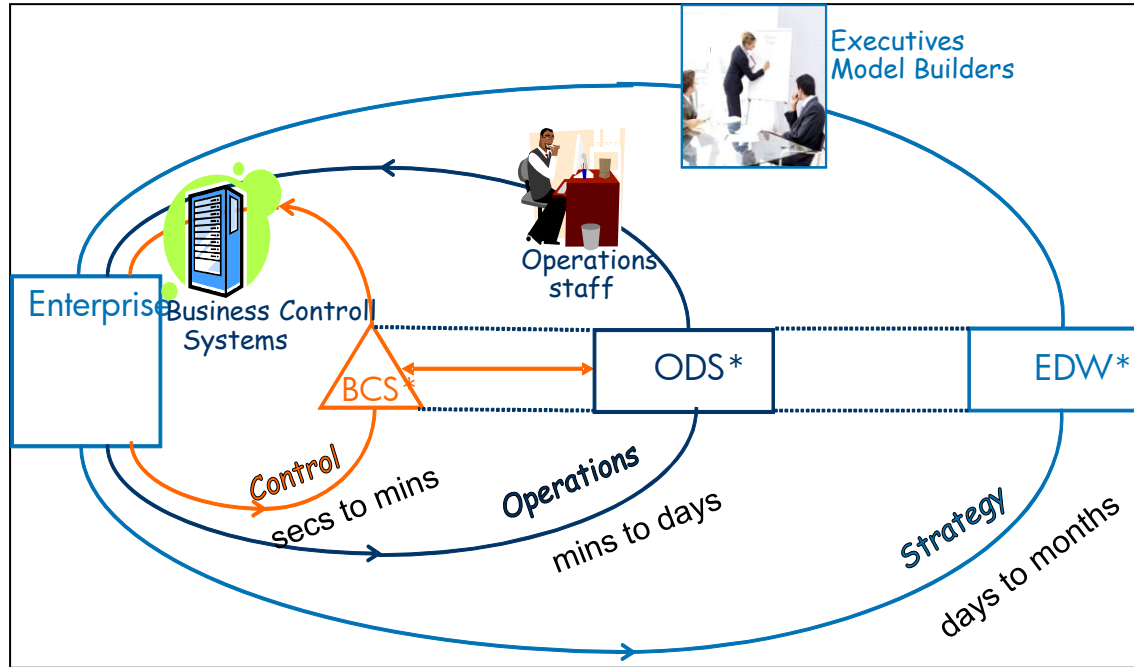 Executives
Model Builders
Operations
staff
Enterprise
Business Controll
Systems
BCS*
ODS*
EDW*
Control
secs to mins
Operations
mins to days
Strategy
days to months